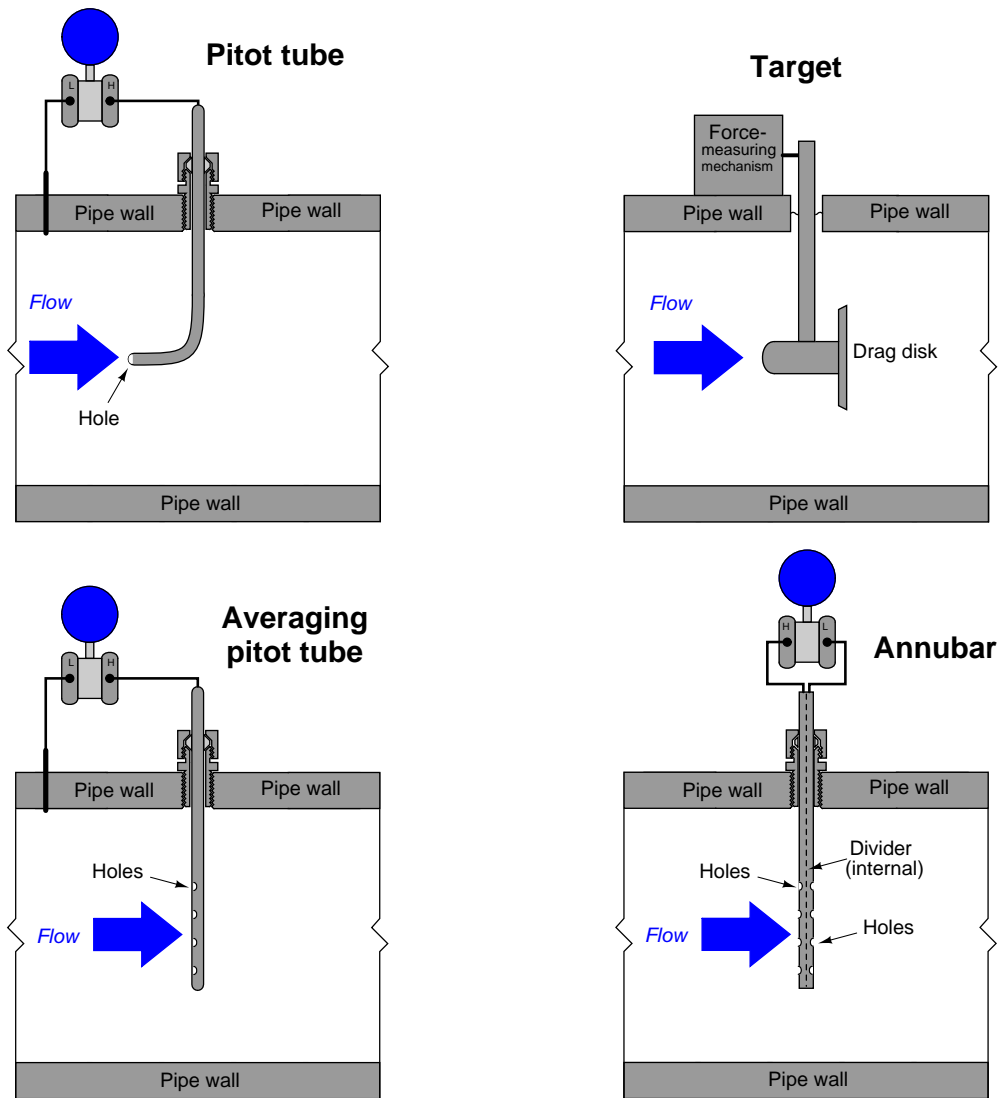 Pitot tube
L
H
Pipe wall
Pipe wall
Flow
Hole
Pipe wall
Target
Force-
measuring
mechanism
Pipe wall
Pipe wall
Flow
Drag disk
Pipe wall
Averaging
pitot tube
L
H
Pipe wall
Pipe wall
Holes
Flow
Pipe wall
Annubar
H
L
Pipe wall
Pipe wall
Divider
(internal)
Holes
Holes
Flow
Pipe wall